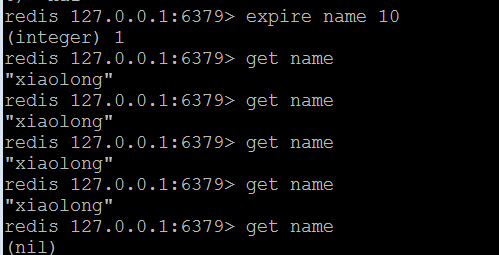 redis 127.0.0.1:6379> expire name 10
(integer) 1
redis 127.0.0.1:6379> get name
"xiaolong"
redis 127.0.0.1:6379> get name
"xiaolong"
redis 127.0.0.1:6379> get name
"xiaolong"
redis 127.0.0.1:6379> get name
"xiaolong"
redis 127.0.0.1:6379> get name
(nil)